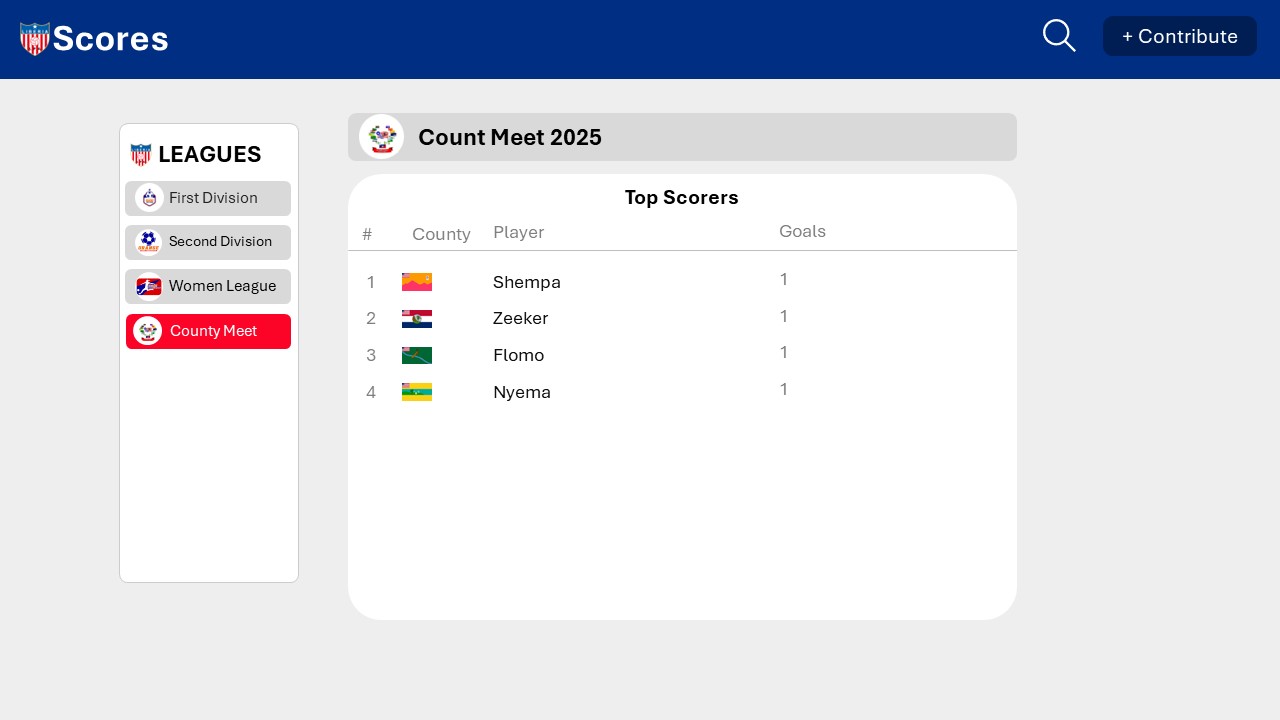 Scores
+ Contribute
LEAGUES
First Division
Second Division
Women League
County Meet
Count Meet 2025
Top Scorers
# County Player Goals
1 Shempa 1
2 Zeeker 1
3 Flomo 1
4 Nyema 1